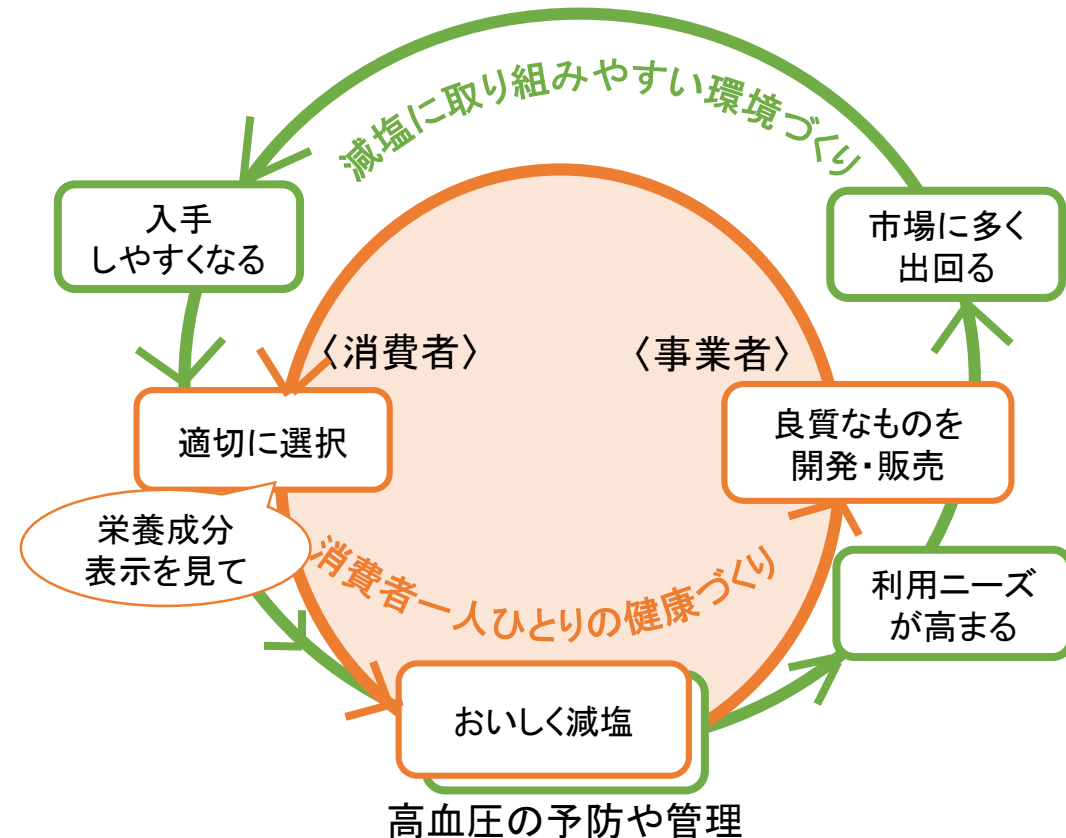 減塩に取り組みやすい環境づくり
入手
しやすくなる
市場に多く
出回る
〈消費者〉
〈事業者〉
適切に選択
良質なものを
開発・販売
栄養成分
表示を見て
消費者一人ひとりの健康づくり
利用ニーズ
が高まる
おいしく減塩
高血圧の予防や管理